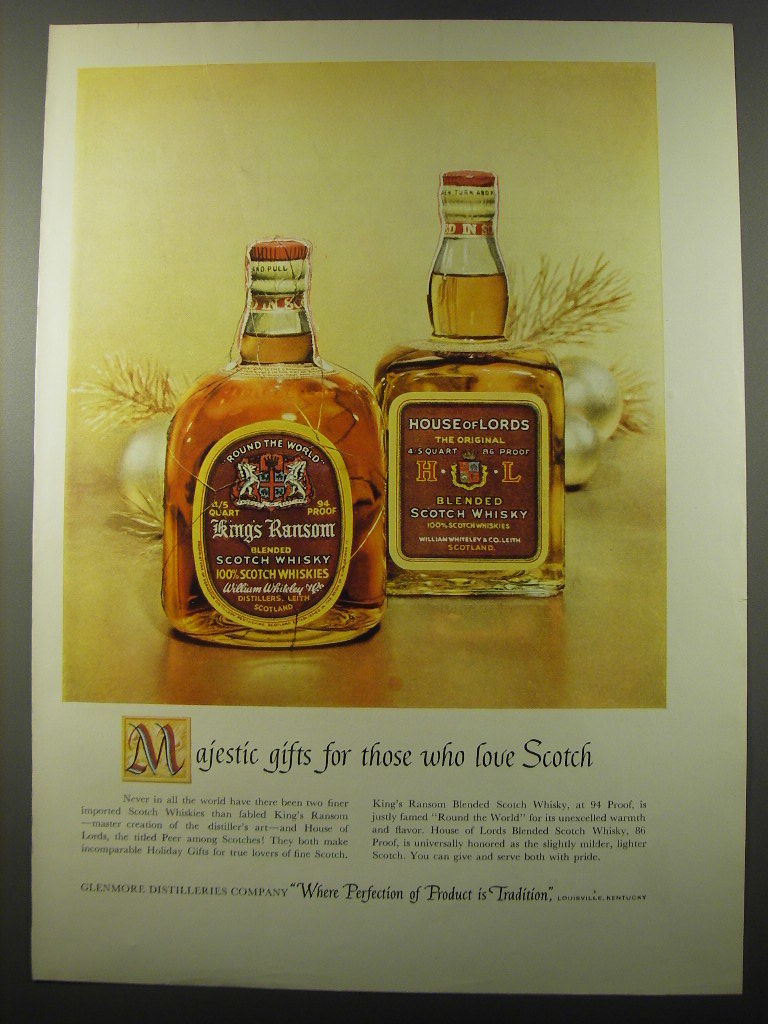 AND PULL
D IN
ROUND THE WORLD
4/5 QUART
94 PROOF
King's Ransom
BLENDED
SCOTCH WHISKY
100% SCOTCH WHISKIES
William Whiteley & Co.
DISTILLERS, LEITH
SCOTLAND
TURN AND
D IN
HOUSE OF LORDS
THE ORIGINAL
4/5 QUART 86 PROOF
H · L
BLENDED
SCOTCH WHISKY
100% SCOTCH WHISKIES
WILLIAM WHITELEY & CO. LEITH
SCOTLAND.
Majestic gifts for those who love Scotch
Never in all the world have there been two finer
imported Scotch Whiskies than fabled King's Ransom
—master creation of the distiller's art—and House of
Lords, the titled Peer among Scotches! They both make
incomparable Holiday Gifts for true lovers of fine Scotch.
King's Ransom Blended Scotch Whisky, at 94 Proof, is
justly famed "Round the World" for its unexcelled warmth
and flavor. House of Lords Blended Scotch Whisky, 86
Proof, is universally honored as the slightly milder, lighter
Scotch. You can give and serve both with pride.
GLENMORE DISTILLERIES COMPANY "Where Perfection of Product is Tradition", LOUISVILLE, KENTUCKY